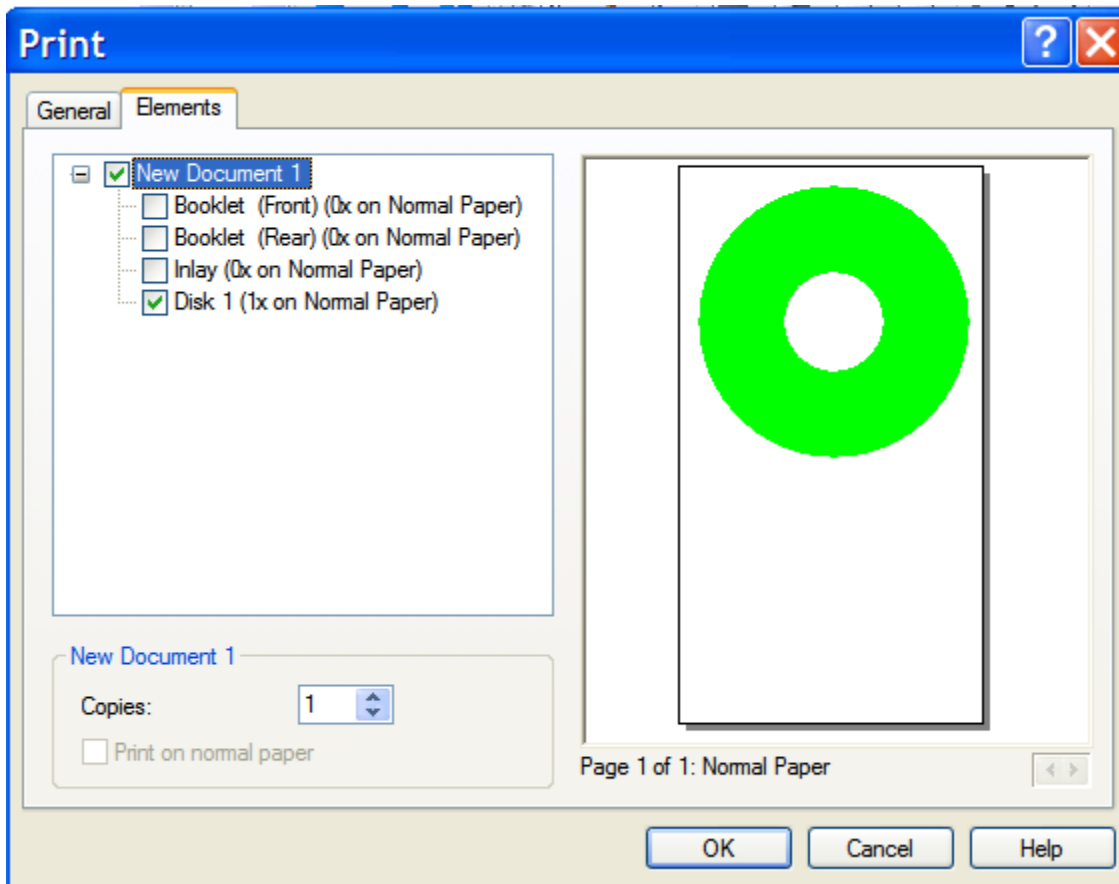 Print
General Elements
New Document 1
Booklet (Front) (0x on Normal Paper)
Booklet (Rear) (0x on Normal Paper)
Inlay (0x on Normal Paper)
Disk 1 (1x on Normal Paper)
New Document 1
Copies: 1
Print on normal paper
Page 1 of 1: Normal Paper
OK Cancel Help